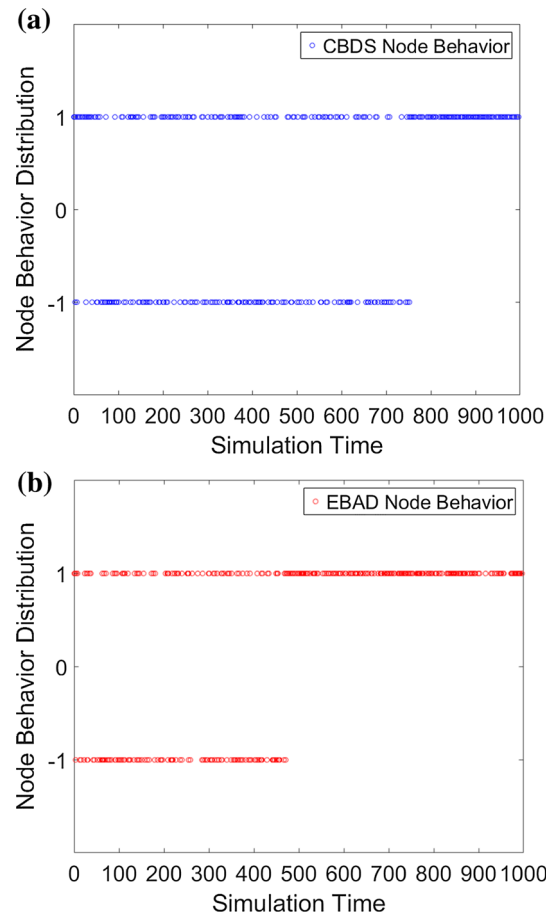 (a)
CBDS Node Behavior
Node Behavior Distribution
1
0
-1
0 100 200 300 400 500 600 700 800 900 1000
Simulation Time
(b)
EBAD Node Behavior
Node Behavior Distribution
1
0
-1
0 100 200 300 400 500 600 700 800 900 1000
Simulation Time